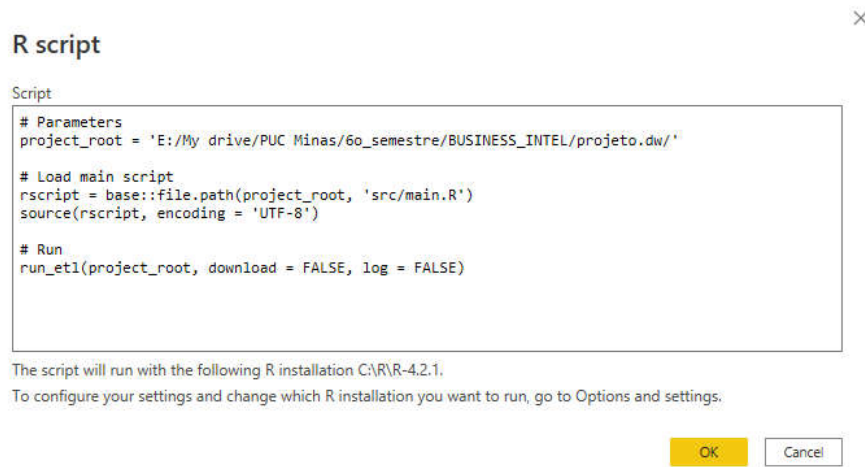 R script
Script
# Parameters
project_root = 'E:/My drive/PUC Minas/6o_semestre/BUSINESS_INTEL/projeto.dw/'
# Load main script
rscript = base::file.path(project_root, 'src/main.R')
source(rscript, encoding = 'UTF-8')
# Run
run_etl(project_root, download = FALSE, log = FALSE)
The script will run with the following R installation C:\R\R-4.2.1.
To configure your settings and change which R installation you want to run, go to Options and settings.
OK Cancel